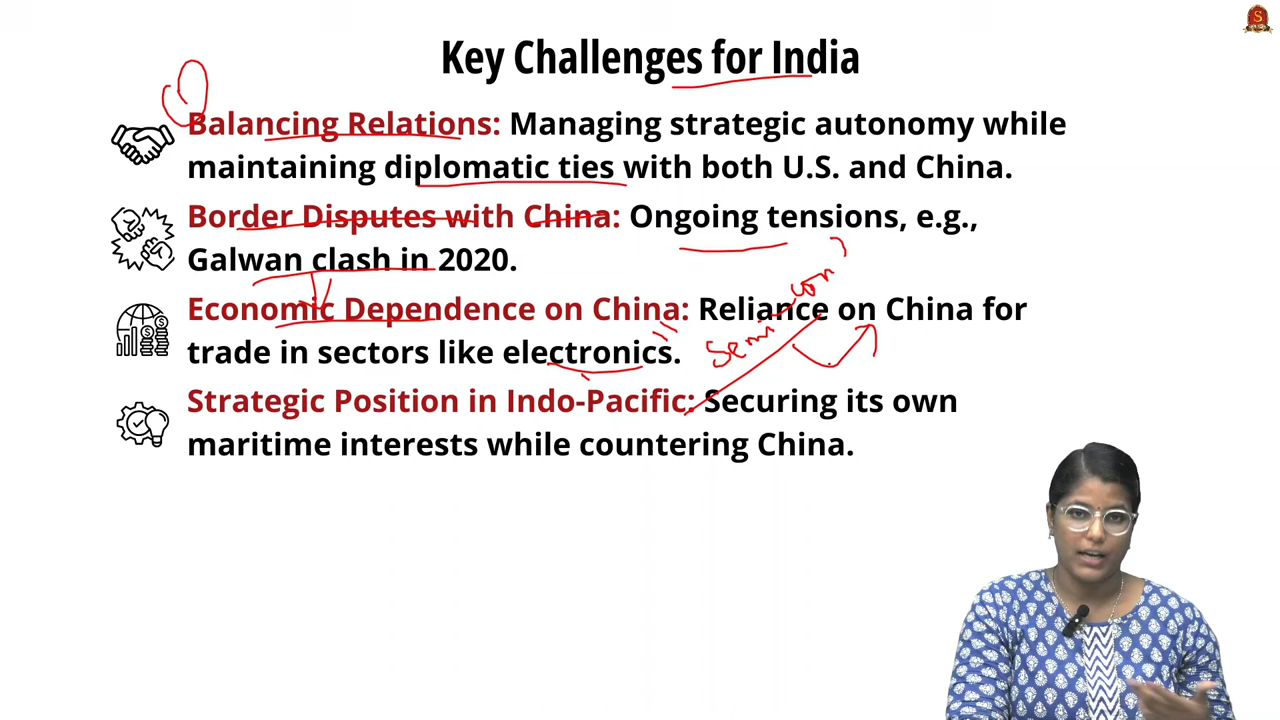 Key Challenges for India
Balancing Relations: Managing strategic autonomy while
maintaining diplomatic ties with both U.S. and China.
Border Disputes with China: Ongoing tensions, e.g.,
Galwan clash in 2020.
Economic Dependence on China: Reliance on China for
trade in sectors like electronics.
Semi-con
Strategic Position in Indo-Pacific: Securing its own
maritime interests while countering China.